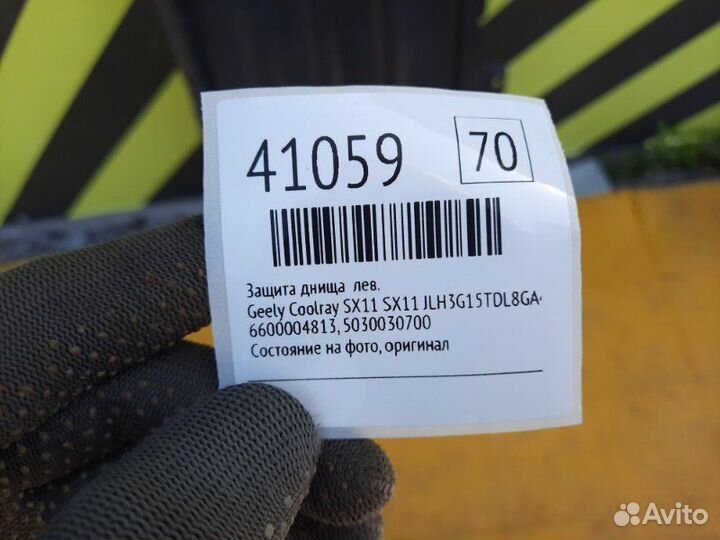 41059
70
Защита днища лев.
Geely Coolray SX11 SX11 JLH3G15TDL8GA
6600004813, 5030030700
Состояние на фото, оригинал
Avito